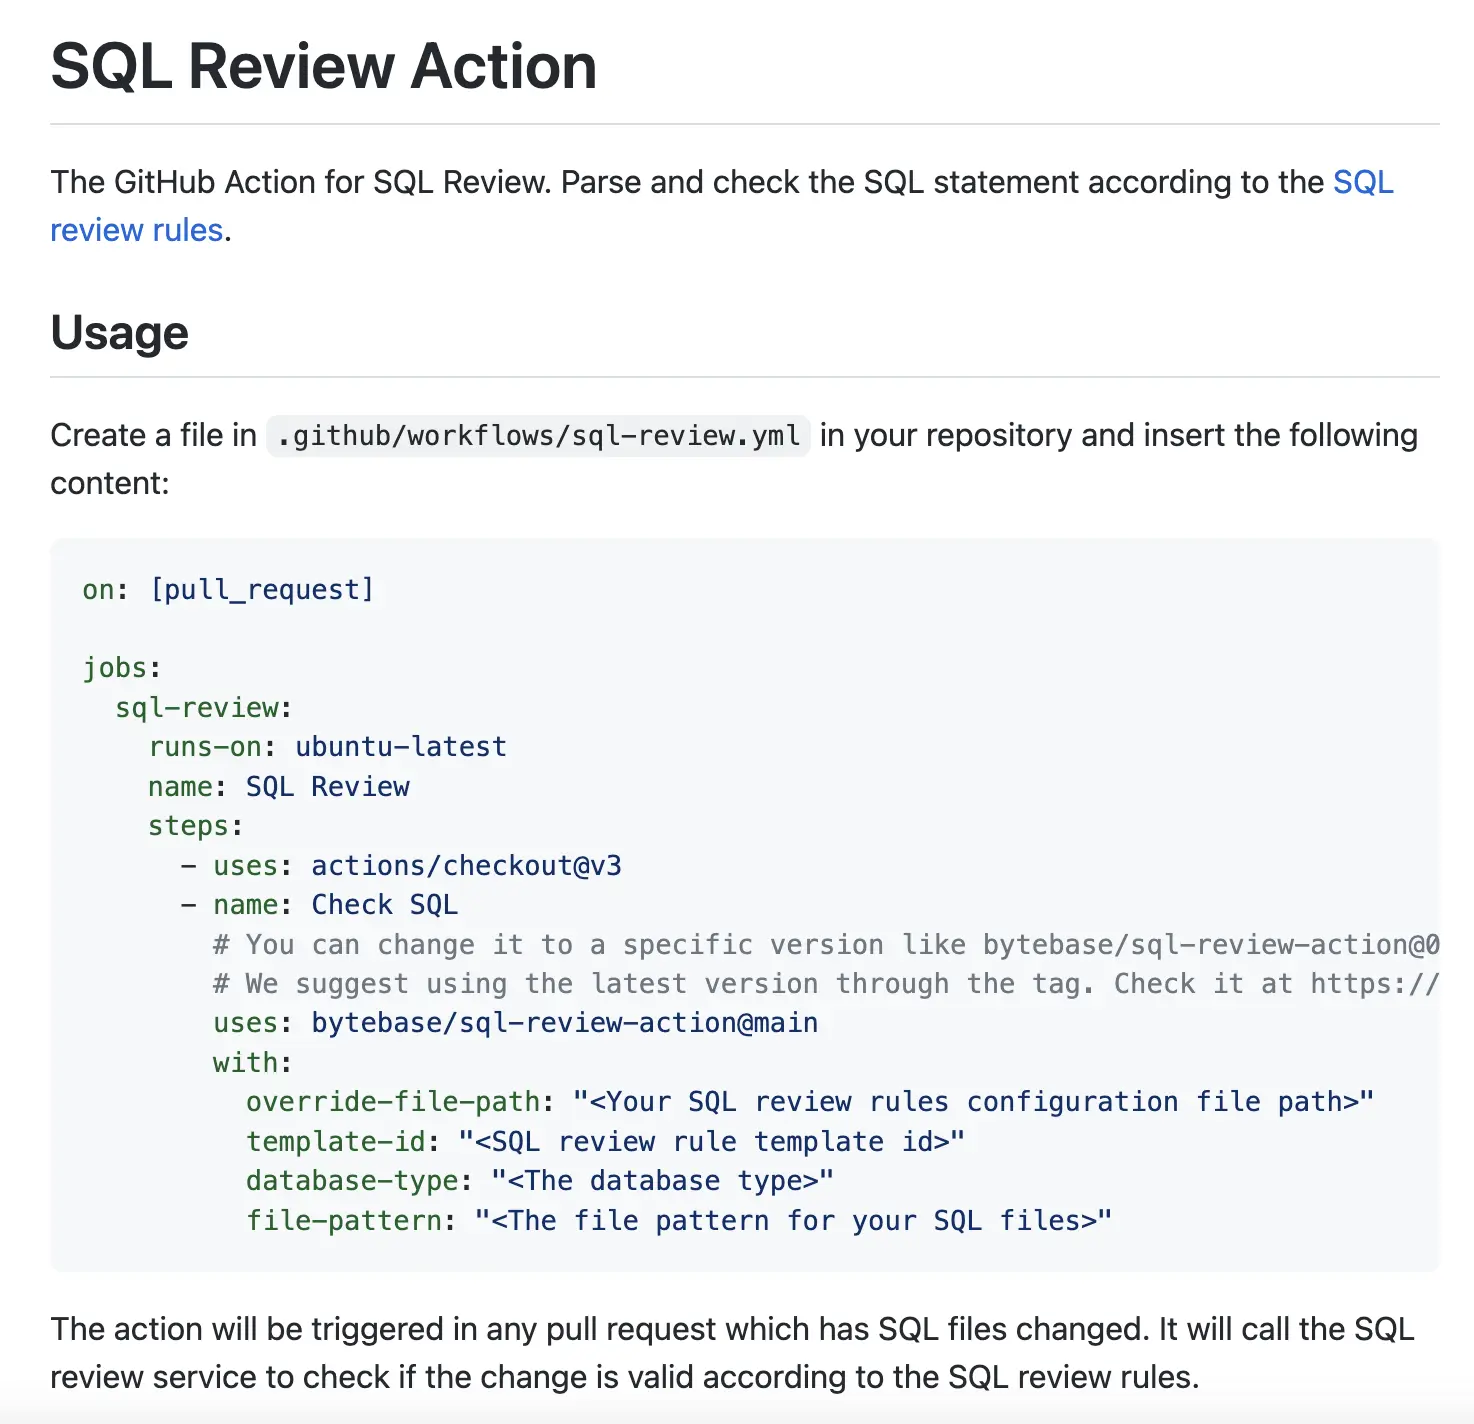 SQL Review Action
The GitHub Action for SQL Review. Parse and check the SQL statement according to the SQL
review rules.
Usage
Create a file in .github/workflows/sql-review.yml in your repository and insert the following
content:
on: [pull_request]
jobs:
  sql-review:
    runs-on: ubuntu-latest
    name: SQL Review
    steps:
      - uses: actions/checkout@v3
      - name: Check SQL
        # You can change it to a specific version like bytebase/sql-review-action@0
        # We suggest using the latest version through the tag. Check it at https://
        uses: bytebase/sql-review-action@main
        with:
          override-file-path: "<Your SQL review rules configuration file path>"
          template-id: "<SQL review rule template id>"
          database-type: "<The database type>"
          file-pattern: "<The file pattern for your SQL files>"
The action will be triggered in any pull request which has SQL files changed. It will call the SQL
review service to check if the change is valid according to the SQL review rules.